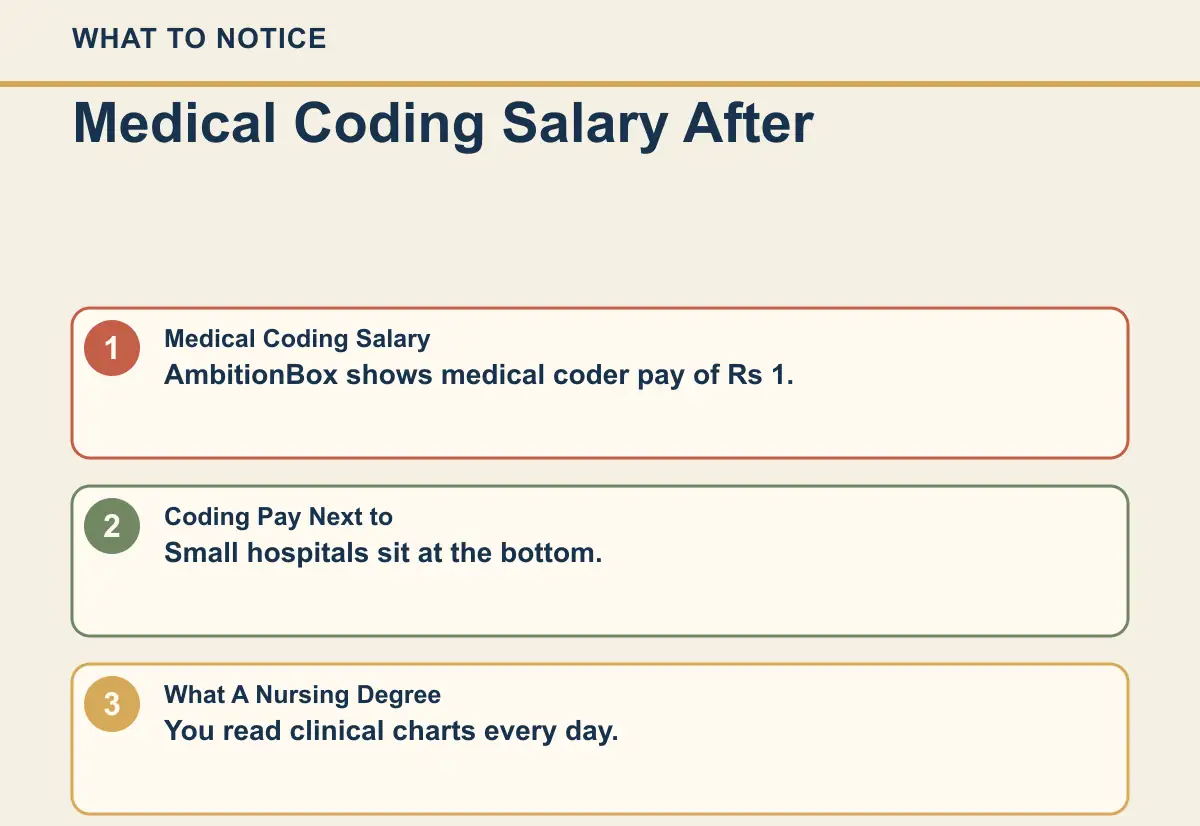 WHAT TO NOTICE
Medical Coding Salary After
1
Medical Coding Salary
AmbitionBox shows medical coder pay of Rs 1.
2
Coding Pay Next to
Small hospitals sit at the bottom.
3
What A Nursing Degree
You read clinical charts every day.